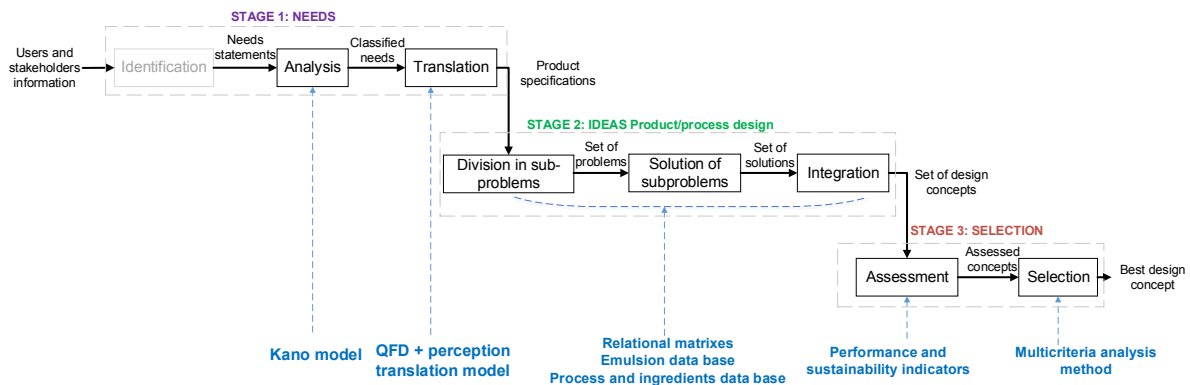 STAGE 1: NEEDS
Users and
stakeholders
information
Identification
Needs
statements
Analysis
Classified
needs
Translation
Product
specifications
STAGE 2: IDEAS Product/process design
Division in sub-
problems
Set of
problems
Solution of
subproblems
Set of
solutions
Integration
Set of design
concepts
STAGE 3: SELECTION
Assessment
Assessed
concepts
Selection
Best design
concept
Kano model
QFD + perception
translation model
Relational matrixes
Emulsion data base
Process and ingredients data base
Performance and
sustainability indicators
Multicriteria analysis
method